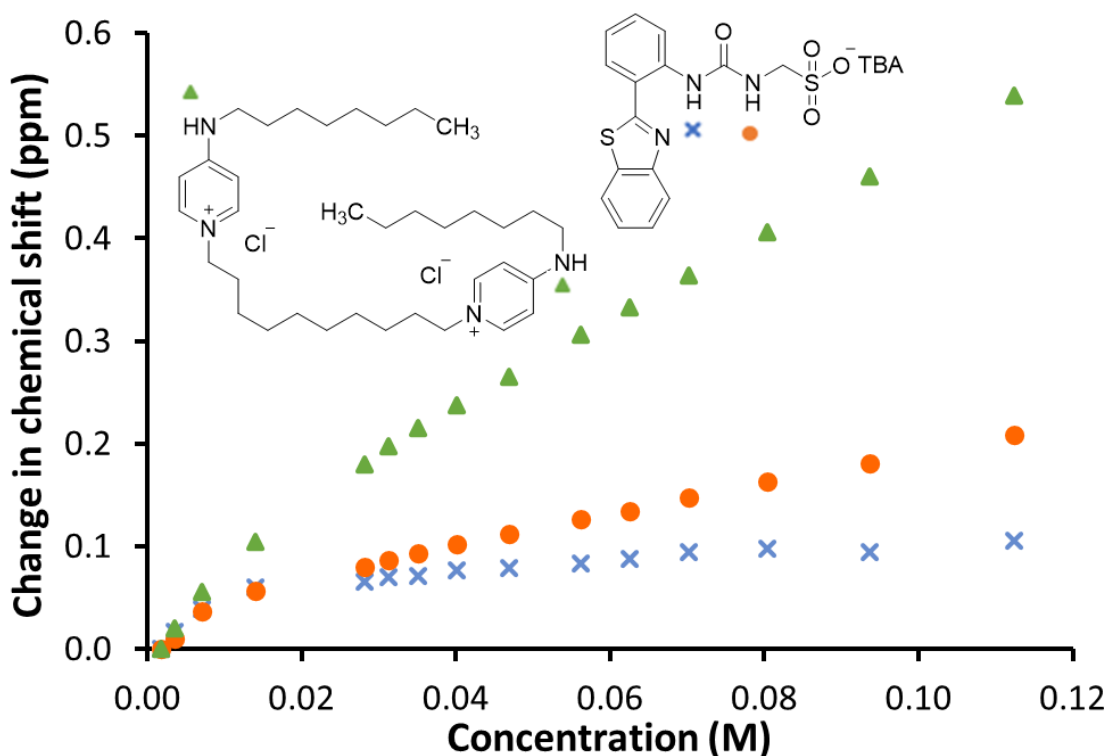 0.6
0.5
0.4
0.3
0.2
0.1
0.0
Change in chemical shift (ppm)
0.00 0.02 0.04 0.06 0.08 0.10 0.12
Concentration (M)
HN
CH₃
N
+
Cl⁻
H₃C
Cl⁻
NH
N
+
O
N
H
N
H
S
O
O
O⁻
TBA
S
N